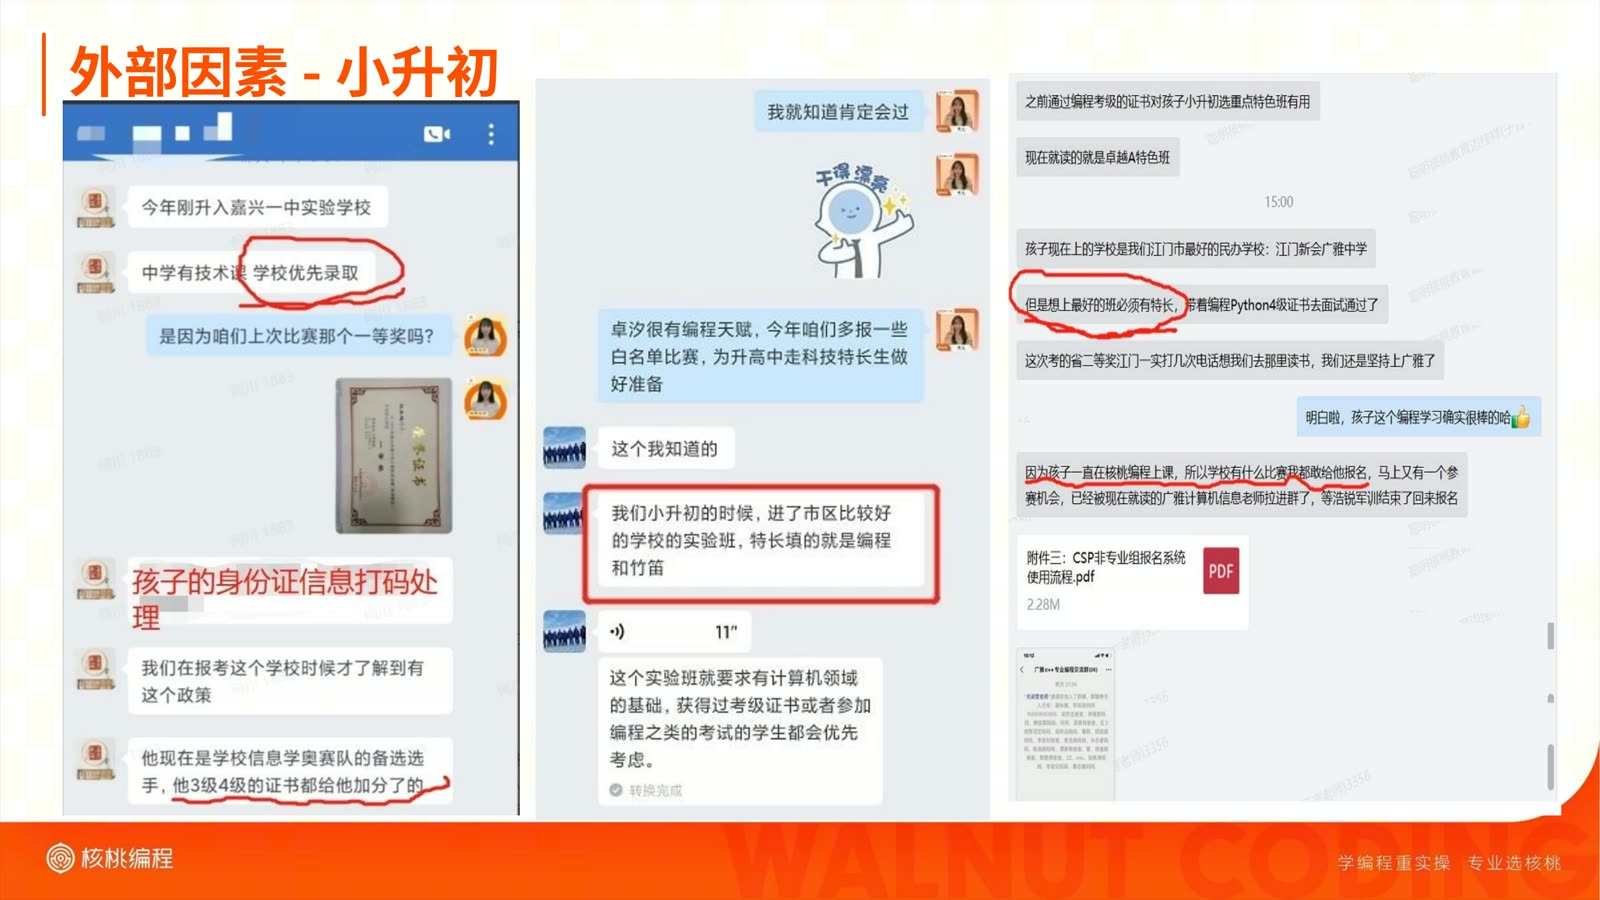 外部因素 - 小升初
今年刚升入嘉兴一中实验学校
中学有技术课 学校优先录取
是因为咱们上次比赛那个一等奖吗?
荣誉证书
孩子的身份证信息打码处
理
我们在报考这个学校时候才了解到有
这个政策
他现在是学校信息学奥赛队的备选选
手，他3级4级的证书都给他加分了的
我就知道肯定会过
干得漂亮
卓汐很有编程天赋，今年咱们多报一些
白名单比赛，为升高中走科技特长生做
好准备
这个我知道的
我们小升初的时候，进了市区比较好
的学校的实验班，特长填的就是编程
和竹笛
11"
这个实验班就要求有计算机领域
的基础，获得过考级证书或者参加
编程之类的考试的学生都会优先
考虑。
转换完成
之前通过编程考级的证书对孩子小升初选重点特色班有用
现在就读的就是卓越A特色班
15:00
孩子现在上的学校是我们江门市最好的民办学校：江门新会广雅中学
但是想上最好的班必须有特长，带着编程Python4级证书去面试通过了
这次考的省二等奖江门一实打几次电话想我们去那里读书，我们还是坚持上广雅了
明白啦，孩子这个编程学习确实很棒的哈
因为孩子一直在核桃编程上课，所以学校有什么比赛我都敢给他报名，马上又有一个参
赛机会，已经被现在就读的广雅计算机信息老师拉进群了，等浩锐军训结束了回来报名
附件三：CSP非专业组报名系统
使用流程.pdf
PDF
2.28M
核桃编程
WALNUT CODING
学编程重实操 专业选核桃